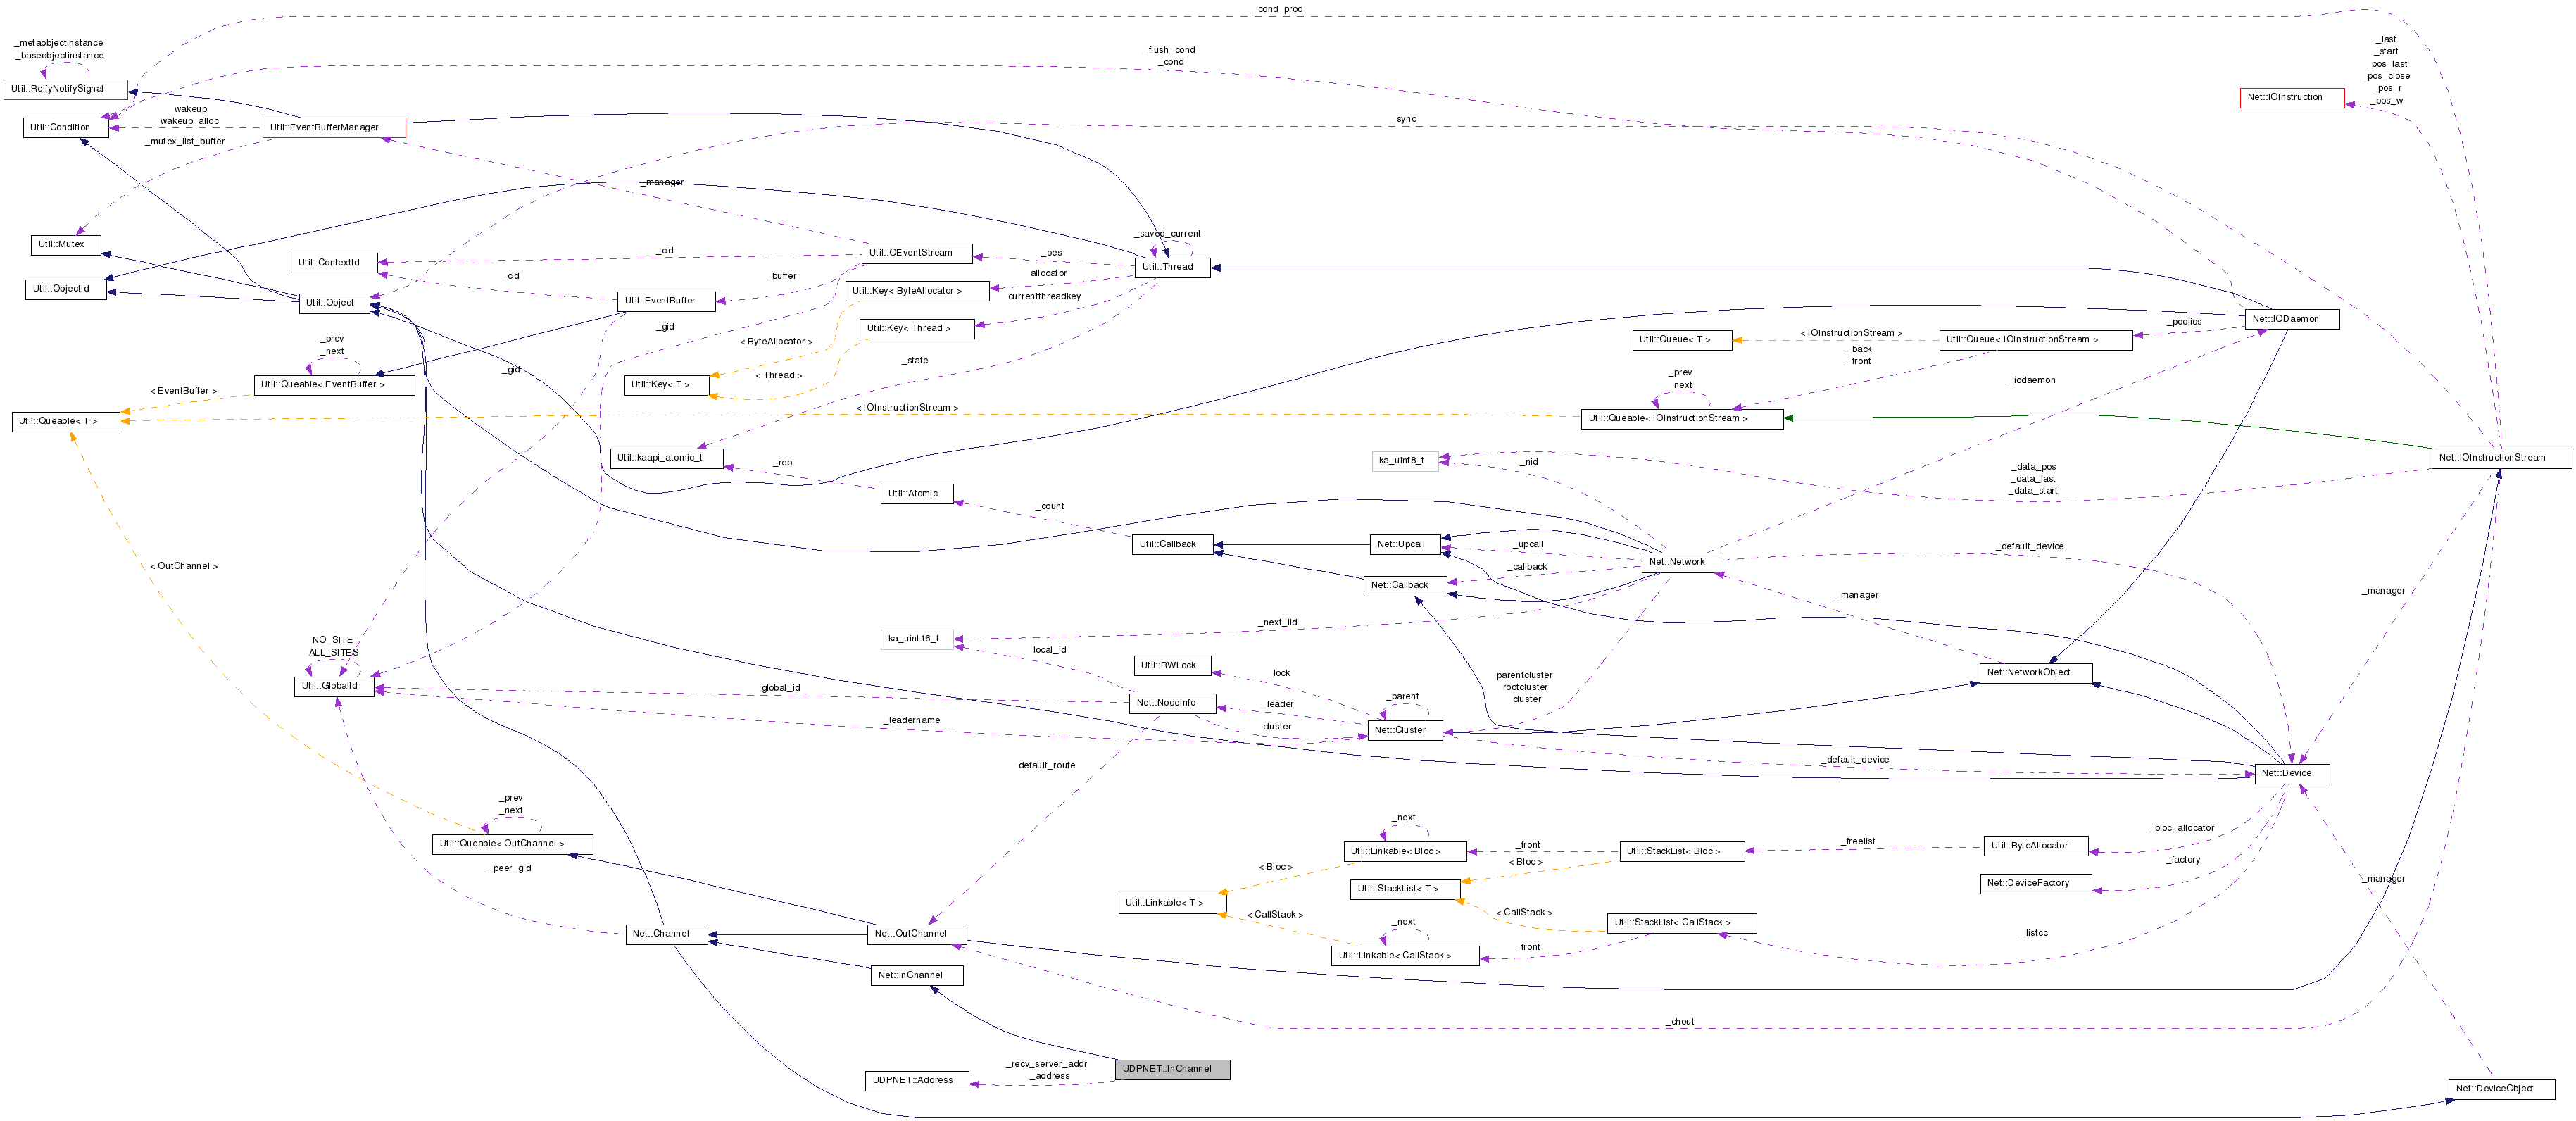 _cond_prod
_metaobjectinstance
_baseobjectinstance
_flush_cond
_cond
_last
_start
_pos_last
_pos_close
_pos_r
_pos_w
Util::ReifyNotifySignal
Net::IOInstruction
_wakeup
_wakeup_alloc
Util::Condition
Util::EventBufferManager
_sync
_mutex_list_buffer
_manager
_saved_current
Util::Mutex
Util::ContextId
_cid
Util::OEventStream
_oes
Util::Thread
_cid
_buffer
allocator
Util::ObjectId
Util::Object
Util::EventBuffer
Util::Key< ByteAllocator >
currentthreadkey
_gid
Util::Key< Thread >
Net::IODaemon
_poolios
< IOInstructionStream >
Util::Queue< T >
Util::Queue< IOInstructionStream >
_prev
_next
< ByteAllocator >
_back
_front
_state
_gid
< Thread >
_prev
_next
_iodaemon
Util::Queable< EventBuffer >
Util::Key< T >
< EventBuffer >
< IOInstructionStream >
Util::Queable< T >
Util::Queable< IOInstructionStream >
Util::kaapi_atomic_t
_rep
ka_uint8_t
_nid
Net::IOInstructionStream
_data_pos
_data_last
_data_start
Util::Atomic
_count
Util::Callback
Net::Upcall
_upcall
_default_device
Net::Network
< OutChannel >
_callback
Net::Callback
_manager
_manager
_next_lid
ka_uint16_t
NO_SITE
ALL_SITES
local_id
Util::RWLock
_lock
parentcluster
rootcluster
cluster
Net::NetworkObject
Util::GlobalId
global_id
_parent
Net::NodeInfo
_leader
_leadername
cluster
Net::Cluster
default_route
_default_device
Net::Device
_prev
_next
_next
_bloc_allocator
Util::Queable< OutChannel >
Util::Linkable< Bloc >
_front
Util::StackList< Bloc >
_freelist
Util::ByteAllocator
_peer_gid
< Bloc >
< Bloc >
_factory
Util::StackList< T >
Net::DeviceFactory
_manager
Util::Linkable< T >
< CallStack >
< CallStack >
_next
Util::StackList< CallStack >
Net::Channel
Net::OutChannel
_listcc
_front
Util::Linkable< CallStack >
Net::InChannel
_chout
_recv_server_addr
_address
UDPNET::InChannel
UDPNET::Address
Net::DeviceObject